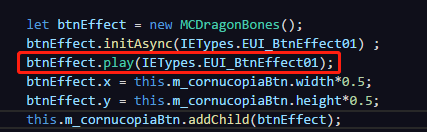 let btnEffect = new MCDragonBones();
btnEffect.initAsync(IETypes.EUI_BtnEffect01) ;
btnEffect.play(IETypes.EUI_BtnEffect01);
btnEffect.x = this.m_cornucopiaBtn.width*0.5;
btnEffect.y = this.m_cornucopiaBtn.height*0.5;
this.m_cornucopiaBtn.addChild(btnEffect);